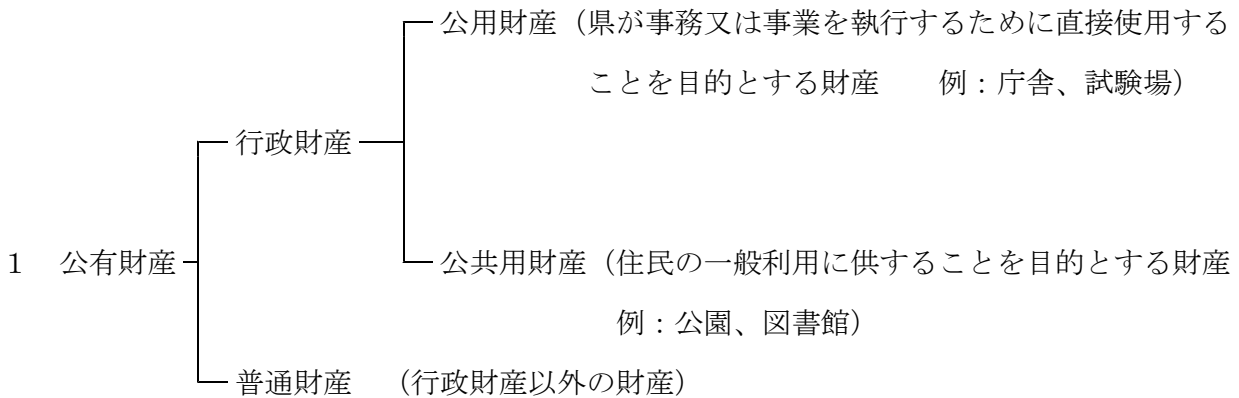 公用財産（県が事務又は事業を執行するために直接使用する
ことを目的とする財産　　例：庁舎、試験場）
行政財産
1　公有財産
公共用財産（住民の一般利用に供することを目的とする財産
例：公園、図書館）
普通財産　（行政財産以外の財産）